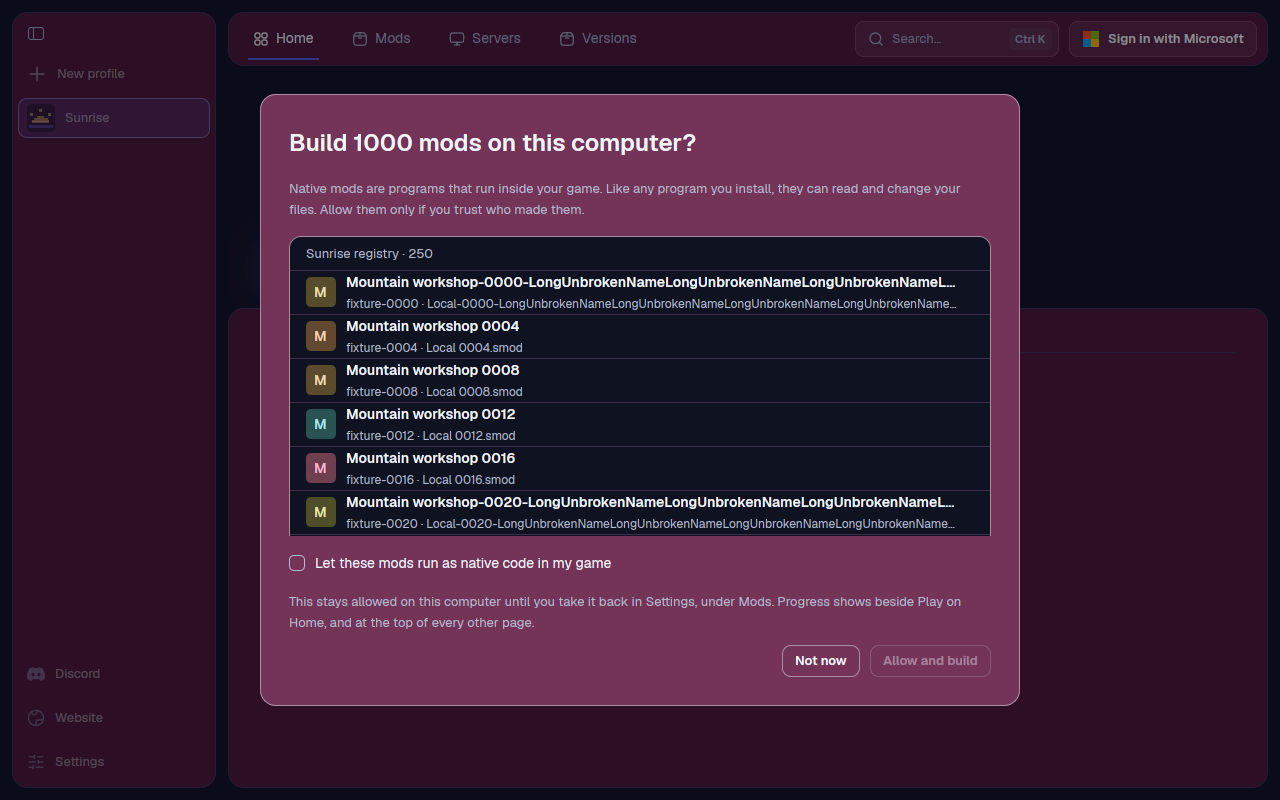 New profile
Sunrise
Discord
Website
Settings
Home
Mods
Servers
Versions
Search...
Ctrl K
Sign in with Microsoft
Build 1000 mods on this computer?
Native mods are programs that run inside your game. Like any program you install, they can read and change your
files. Allow them only if you trust who made them.
Sunrise registry · 250
M
Mountain workshop-0000-LongUnbrokenNameLongUnbrokenNameLongUnbrokenNameL...
fixture-0000 · Local-0000-LongUnbrokenNameLongUnbrokenNameLongUnbrokenNameLongUnbrokenName...
M
Mountain workshop 0004
fixture-0004 · Local 0004.smod
M
Mountain workshop 0008
fixture-0008 · Local 0008.smod
M
Mountain workshop 0012
fixture-0012 · Local 0012.smod
M
Mountain workshop 0016
fixture-0016 · Local 0016.smod
M
Mountain workshop-0020-LongUnbrokenNameLongUnbrokenNameLongUnbrokenNameL...
fixture-0020 · Local-0020-LongUnbrokenNameLongUnbrokenNameLongUnbrokenNameLongUnbrokenName...
Let these mods run as native code in my game
This stays allowed on this computer until you take it back in Settings, under Mods. Progress shows beside Play on
Home, and at the top of every other page.
Not now
Allow and build